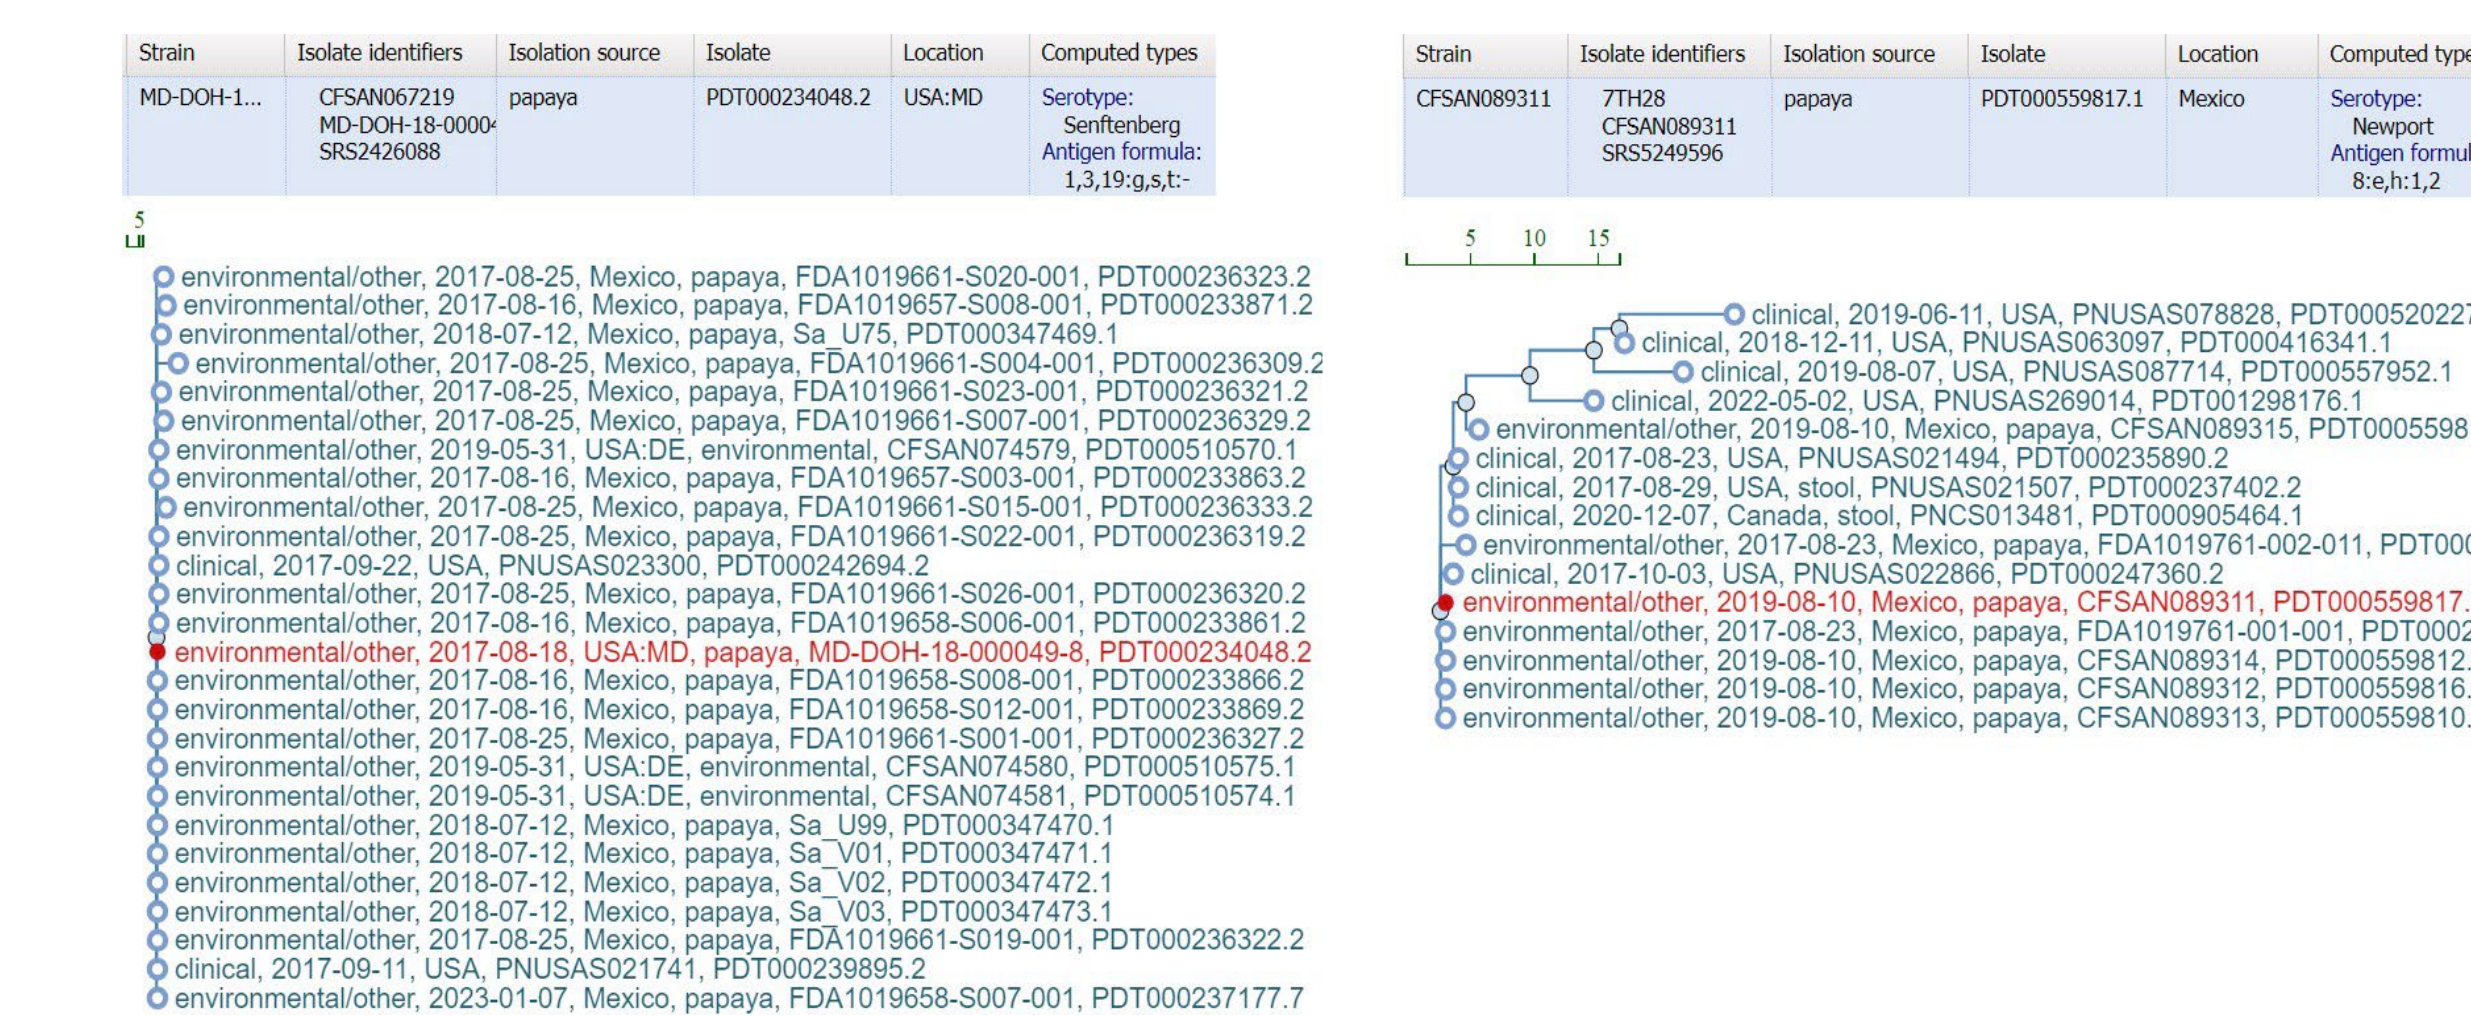 Strain Isolate identifiers Isolation source Isolate Location Computed types
MD-DOH-1... CFSAN067219 papaya PDT000234048.2 USA:MD Serotype:
MD-DOH-18-0000 Senftenberg
SRS2426088 Antigen formula:
1,3,19:g,s,t:-
5
environmental/other, 2017-08-25, Mexico, papaya, FDA1019661-S020-001, PDT000236323.2
environmental/other, 2017-08-16, Mexico, papaya, FDA1019657-S008-001, PDT000233871.2
environmental/other, 2018-07-12, Mexico, papaya, Sa_U75, PDT000347469.1
environmental/other, 2017-08-25, Mexico, papaya, FDA1019661-S004-001, PDT000236309.2
environmental/other, 2017-08-25, Mexico, papaya, FDA1019661-S023-001, PDT000236321.2
environmental/other, 2017-08-25, Mexico, papaya, FDA1019661-S007-001, PDT000236329.2
environmental/other, 2019-05-31, USA:DE, environmental, CFSAN074579, PDT000510570.1
environmental/other, 2017-08-16, Mexico, papaya, FDA1019657-S003-001, PDT000233863.2
environmental/other, 2017-08-25, Mexico, papaya, FDA1019661-S015-001, PDT000236333.2
environmental/other, 2017-08-25, Mexico, papaya, FDA1019661-S022-001, PDT000236319.2
clinical, 2017-09-22, USA, PNUSAS023300, PDT000242694.2
environmental/other, 2017-08-25, Mexico, papaya, FDA1019661-S026-001, PDT000236320.2
environmental/other, 2017-08-16, Mexico, papaya, FDA1019658-S006-001, PDT000233861.2
environmental/other, 2017-08-18, USA:MD, papaya, MD-DOH-18-000049-8, PDT000234048.2
environmental/other, 2017-08-16, Mexico, papaya, FDA1019658-S008-001, PDT000233866.2
environmental/other, 2017-08-16, Mexico, papaya, FDA1019658-S012-001, PDT000233869.2
environmental/other, 2017-08-25, Mexico, papaya, FDA1019661-S001-001, PDT000236327.2
environmental/other, 2019-05-31, USA:DE, environmental, CFSAN074580, PDT000510575.1
environmental/other, 2019-05-31, USA:DE, environmental, CFSAN074581, PDT000510574.1
environmental/other, 2018-07-12, Mexico, papaya, Sa_U99, PDT000347470.1
environmental/other, 2018-07-12, Mexico, papaya, Sa_V01, PDT000347471.1
environmental/other, 2018-07-12, Mexico, papaya, Sa_V02, PDT000347472.1
environmental/other, 2018-07-12, Mexico, papaya, Sa_V03, PDT000347473.1
environmental/other, 2017-08-25, Mexico, papaya, FDA1019661-S019-001, PDT000236322.2
clinical, 2017-09-11, USA, PNUSAS021741, PDT000239895.2
environmental/other, 2023-01-07, Mexico, papaya, FDA1019658-S007-001, PDT000237177.7
Strain Isolate identifiers Isolation source Isolate Location Computed type
CFSAN089311 7TH28 papaya PDT000559817.1 Mexico Serotype:
CFSAN089311 Newport
SRS5249596 Antigen formul
8:e,h:1,2
5 10 15
clinical, 2019-06-11, USA, PNUSAS078828, PDT000520227
clinical, 2018-12-11, USA, PNUSAS063097, PDT000416341.1
clinical, 2019-08-07, USA, PNUSAS087714, PDT000557952.1
clinical, 2022-05-02, USA, PNUSAS269014, PDT001298176.1
environmental/other, 2019-08-10, Mexico, papaya, CFSAN089315, PDT0005598
clinical, 2017-08-23, USA, PNUSAS021494, PDT000235890.2
clinical, 2017-08-29, USA, stool, PNUSAS021507, PDT000237402.2
clinical, 2020-12-07, Canada, stool, PNCS013481, PDT000905464.1
environmental/other, 2017-08-23, Mexico, papaya, FDA1019761-002-011, PDT000
clinical, 2017-10-03, USA, PNUSAS022866, PDT000247360.2
environmental/other, 2019-08-10, Mexico, papaya, CFSAN089311, PDT000559817.
environmental/other, 2017-08-23, Mexico, papaya, FDA1019761-001-001, PDT0002
environmental/other, 2019-08-10, Mexico, papaya, CFSAN089314, PDT000559812.
environmental/other, 2019-08-10, Mexico, papaya, CFSAN089312, PDT000559816.
environmental/other, 2019-08-10, Mexico, papaya, CFSAN089313, PDT000559810.